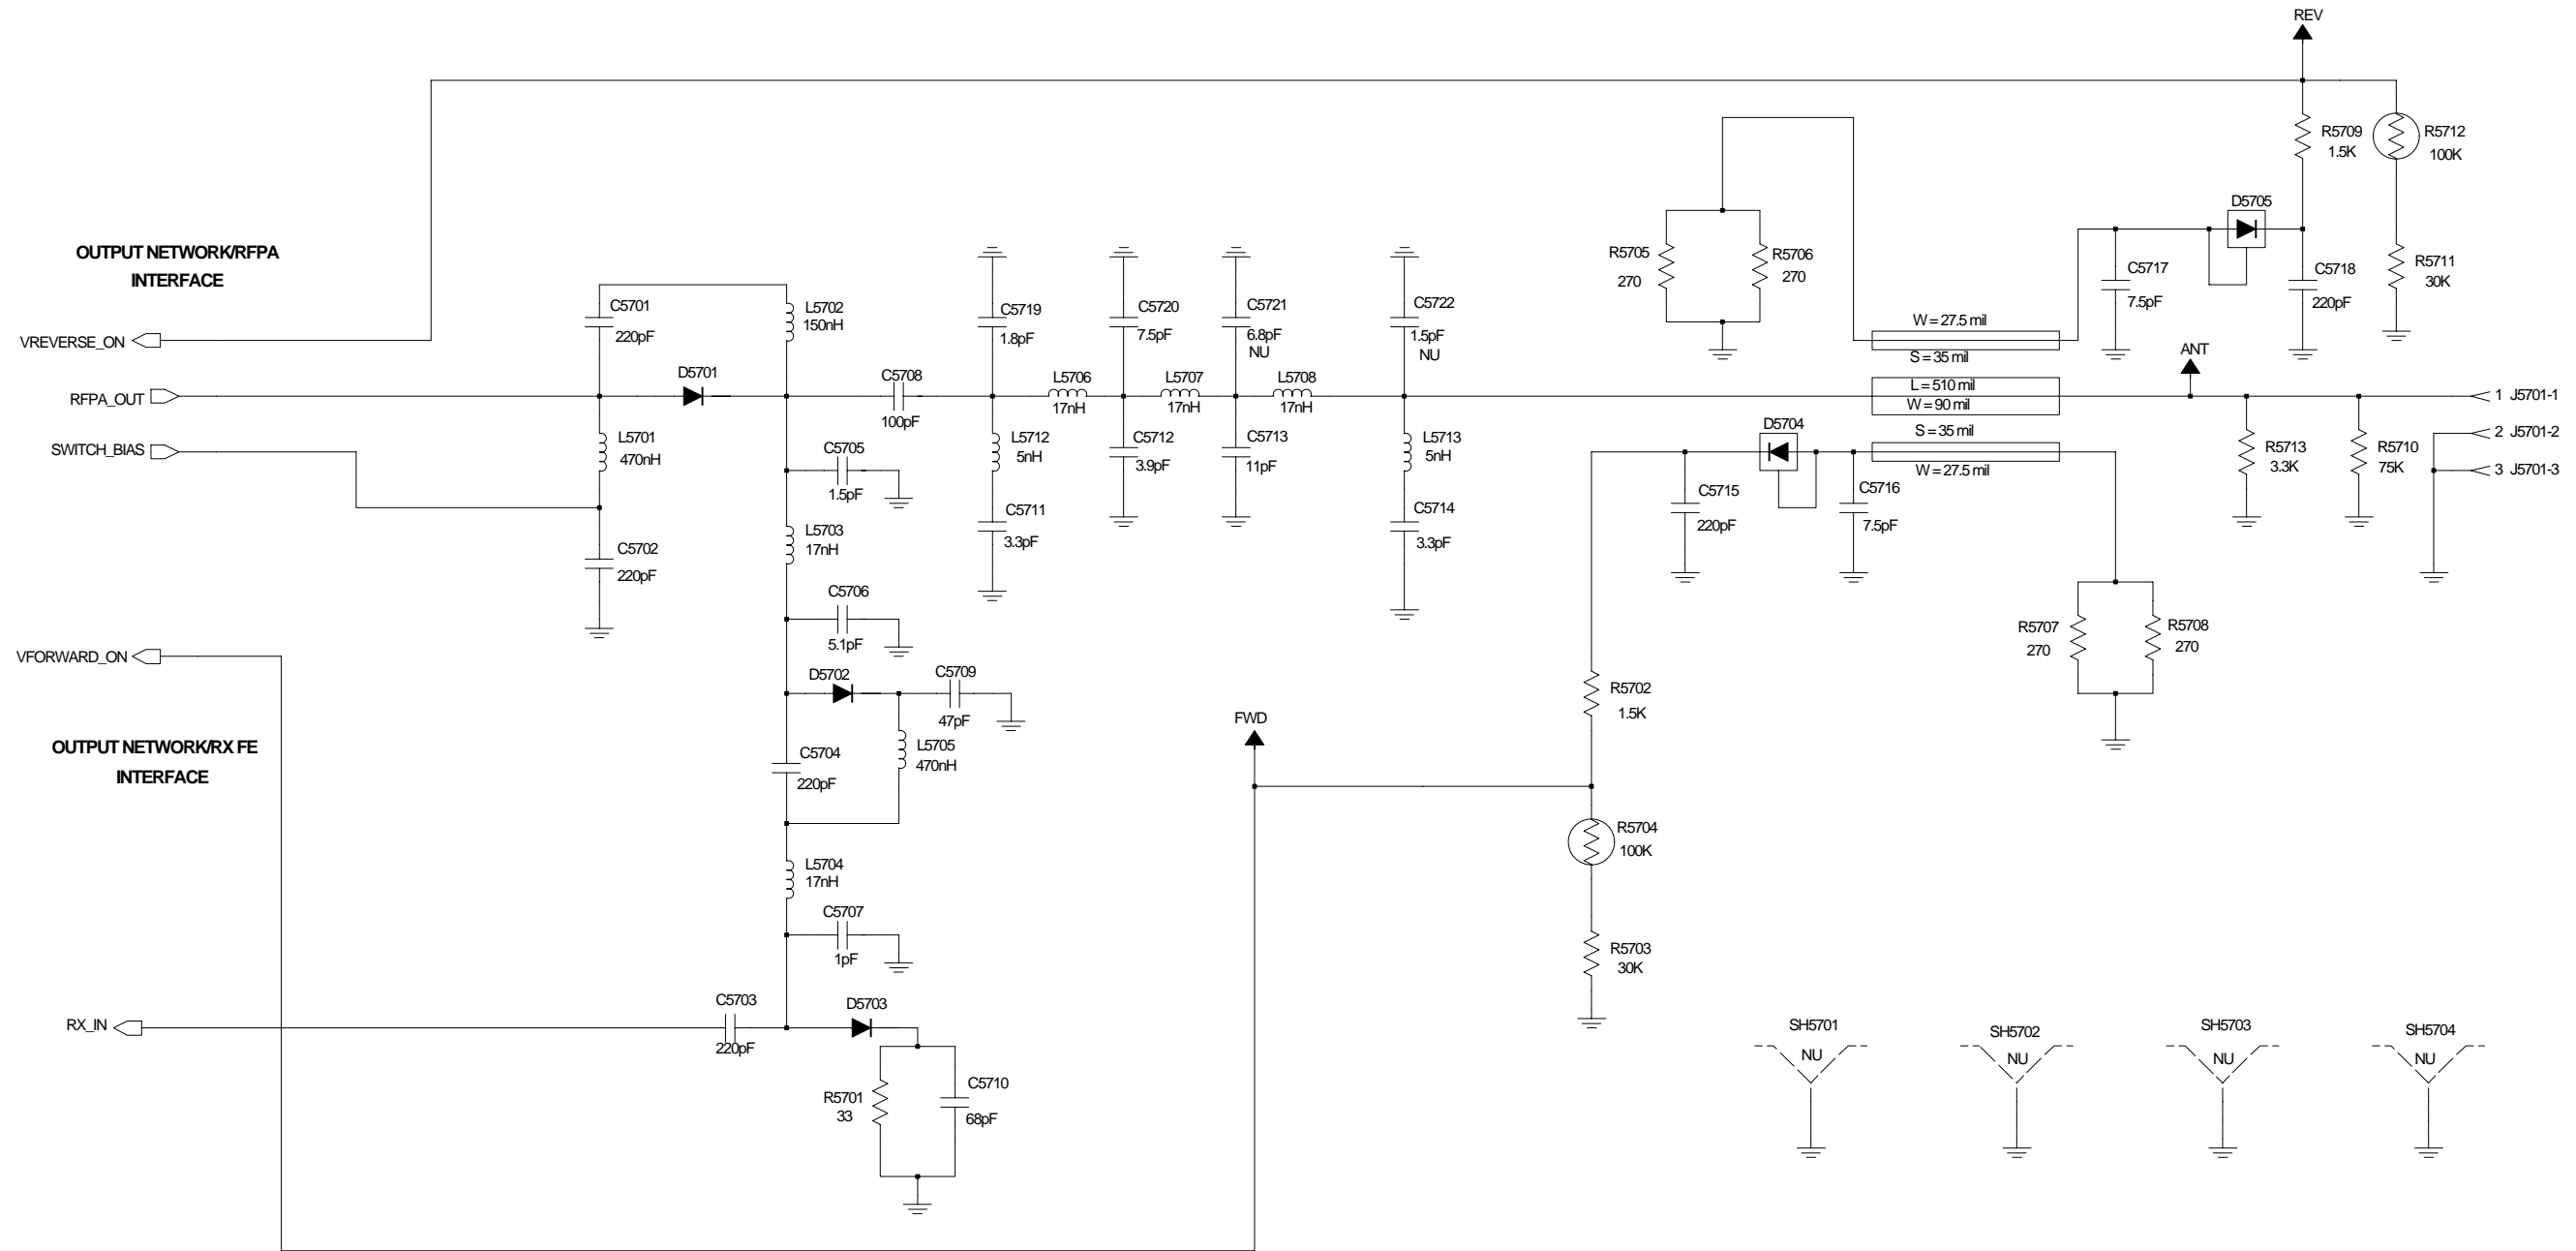 REV
R5709
1.5K
R5712
100K
D5705
OUTPUT NETWORK/RFPA
INTERFACE
R5705
270
R5706
270
C5717
7.5pF
C5718
220pF
R5711
30K
C5701
220pF
L5702
150nH
C5719
1.8pF
C5720
7.5pF
C5721
6.8pF
NU
C5722
1.5pF
NU
W = 27.5 mil
S = 35 mil
VREVERSE_ON
ANT
D5701
C5708
100pF
L5706
17nH
L5707
17nH
L5708
17nH
L = 510 mil
W = 90 mil
RFPA_OUT
1 J5701-1
SWITCH_BIAS
L5701
470nH
C5705
1.5pF
L5712
5nH
C5712
3.9pF
C5713
11pF
L5713
5nH
D5704
S = 35 mil
W = 27.5 mil
R5713
3.3K
R5710
75K
2 J5701-2
3 J5701-3
C5702
220pF
L5703
17nH
C5711
3.3pF
C5714
3.3pF
C5715
220pF
C5716
7.5pF
C5706
5.1pF
VFORWARD_ON
D5702
C5709
47pF
R5707
270
R5708
270
R5702
1.5K
FWD
OUTPUT NETWORK/RX FE
INTERFACE
C5704
220pF
L5705
470nH
L5704
17nH
R5704
100K
C5707
1pF
R5703
30K
RX_IN
C5703
220pF
D5703
R5701
33
C5710
68pF
SH5701
NU
SH5702
NU
SH5703
NU
SH5704
NU